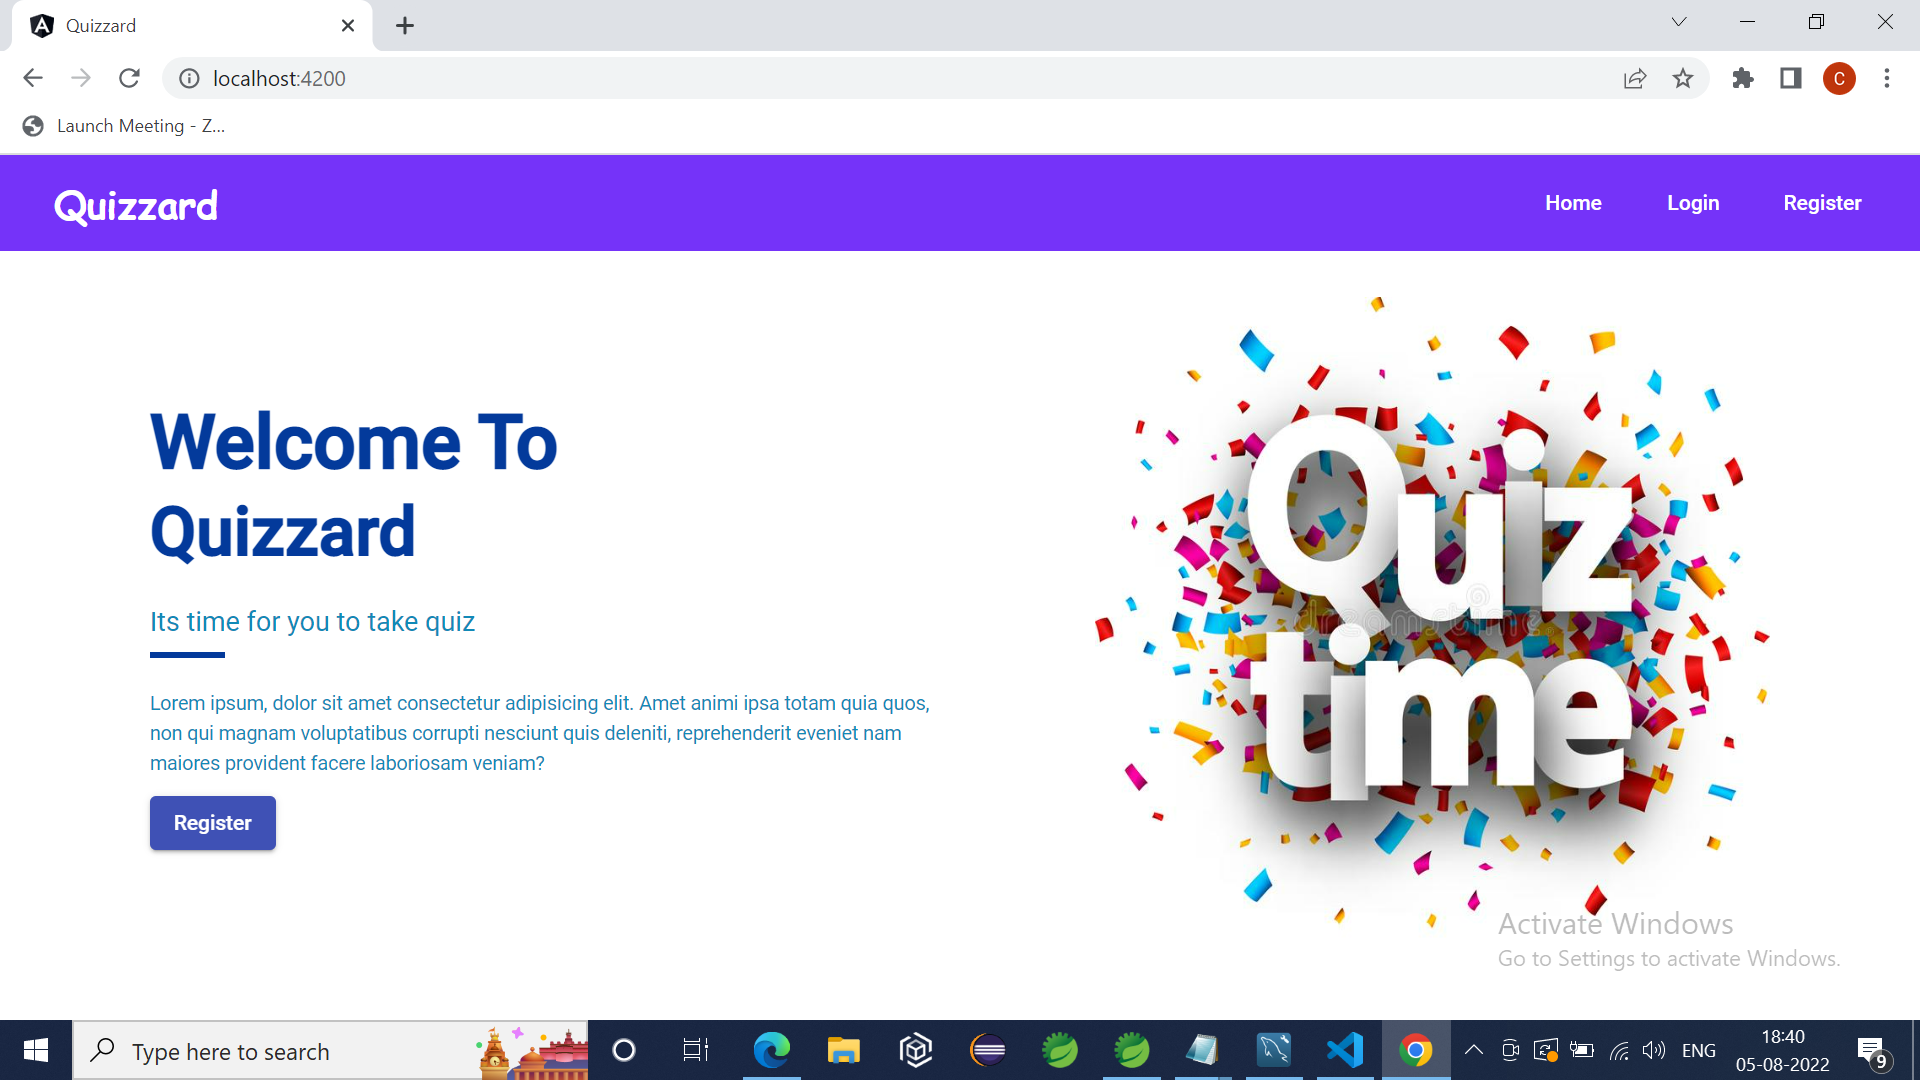 Quizzard
localhost:4200
C
Launch Meeting - Z...
Quizzard
Home
Login
Register
Welcome To
Quizzard
Its time for you to take quiz
Lorem ipsum, dolor sit amet consectetur adipisicing elit. Amet animi ipsa totam quia quos,
non qui magnam voluptatibus corrupti nesciunt quis deleniti, reprehenderit eveniet nam
maiores provident facere laboriosam veniam?
Register
Quiz
dreamstime
time
Activate Windows
Go to Settings to activate Windows.
Type here to search
ENG
18:40
05-08-2022
9